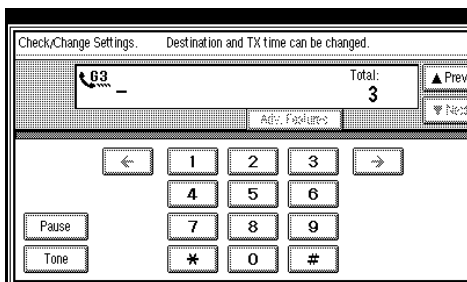 Check/Change Settings. Destination and TX time can be changed.
G3 Total: ▲ Prev
3
Adv. Features ▼ Next
← 1 2 3 →
4 5 6
Pause 7 8 9
Tone * 0 #